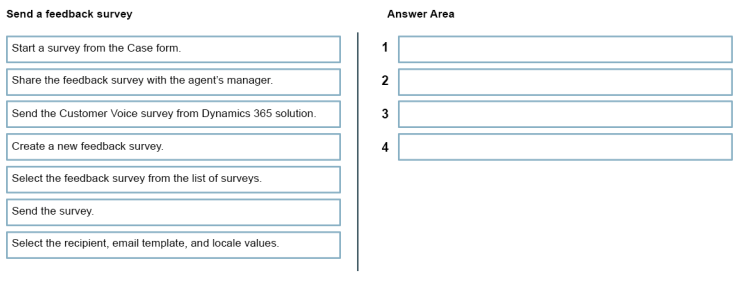 Send a feedback survey
Answer Area
Start a survey from the Case form.
1
Share the feedback survey with the agent's manager.
2
Send the Customer Voice survey from Dynamics 365 solution.
3
Create a new feedback survey.
4
Select the feedback survey from the list of surveys.
Send the survey.
Select the recipient, email template, and locale values.